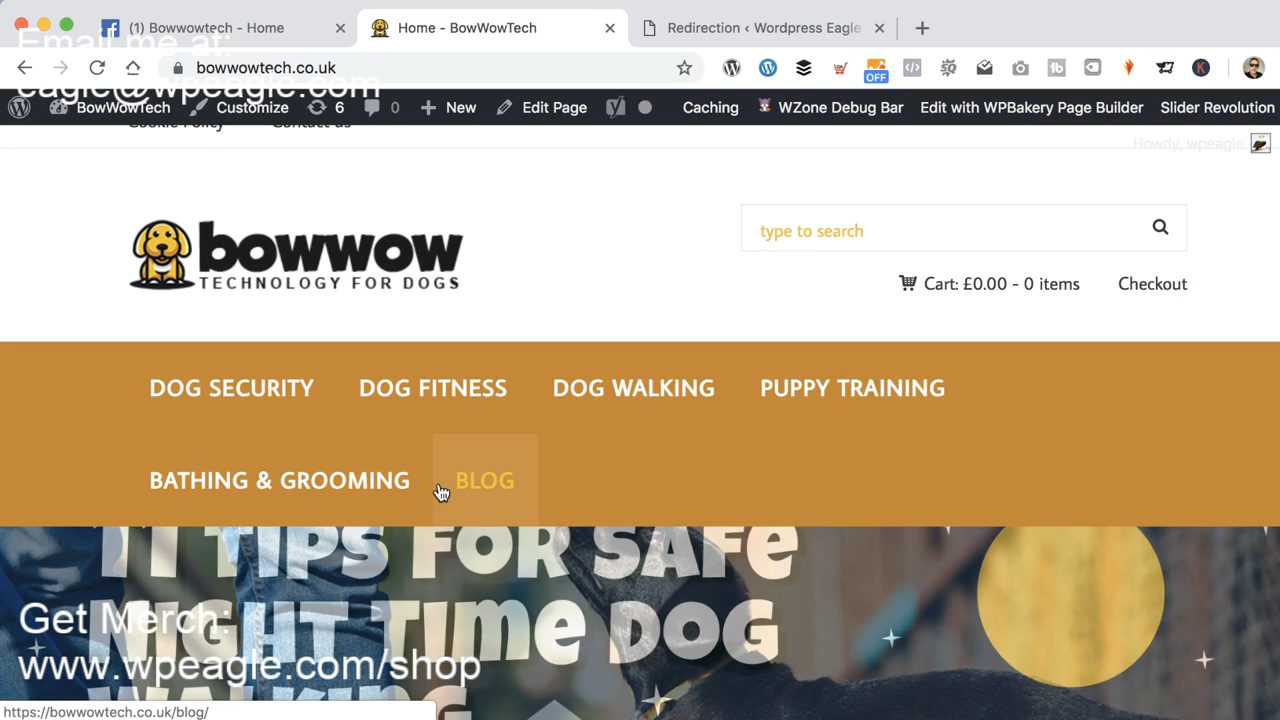 (1) Bowwowtech - Home
Home - BowWowTech
Redirection ‹ Wordpress Eagle
Email me at:
eagle@wpeagle.com
bowwowtech.co.uk
OFF
BowWowTech
Customize
6
0
New
Edit Page
Caching
WZone Debug Bar
Edit with WPBakery Page Builder
Slider Revolution
Cookie Policy
Contact us
Howdy, wpeagle
bowwow
TECHNOLOGY FOR DOGS
type to search
Cart: £0.00 - 0 items
Checkout
DOG SECURITY
DOG FITNESS
DOG WALKING
PUPPY TRAINING
BATHING & GROOMING
BLOG
11 TIPS FOR SAFe
NIGHT TIMe DOG
WALKING
Get Merch:
www.wpeagle.com/shop
https://bowwowtech.co.uk/blog/